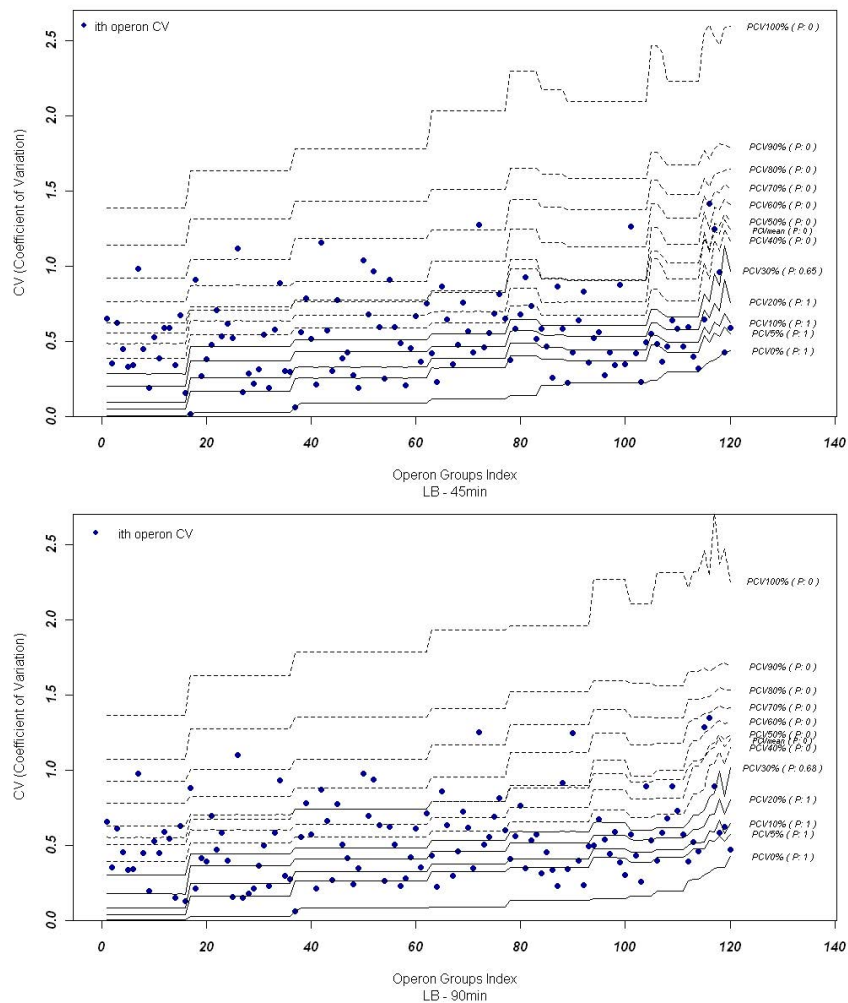 ith operon CV
CV (Coefficient of Variation)
2.5
2.0
1.5
1.0
0.5
0.0
PCV100% ( P: 0 )
PCV90% ( P: 0 )
PCV80% ( P: 0 )
PCV70% ( P: 0 )
PCV60% ( P: 0 )
PCV50% ( P: 0 )
PCVmean ( P: 0 )
PCV40% ( P: 0 )
PCV30% ( P: 0.65 )
PCV20% ( P: 1 )
PCV10% ( P: 1 )
PCV5% ( P: 1 )
PCV0% ( P: 1 )
0 20 40 60 80 100 120 140
Operon Groups Index
LB - 45min
ith operon CV
CV (Coefficient of Variation)
2.5
2.0
1.5
1.0
0.5
0.0
PCV100% ( P: 0 )
PCV90% ( P: 0 )
PCV80% ( P: 0 )
PCV70% ( P: 0 )
PCV60% ( P: 0 )
PCV50% ( P: 0 )
PCVmean ( P: 0 )
PCV40% ( P: 0 )
PCV30% ( P: 0.68 )
PCV20% ( P: 1 )
PCV10% ( P: 1 )
PCV5% ( P: 1 )
PCV0% ( P: 1 )
0 20 40 60 80 100 120 140
Operon Groups Index
LB - 90min